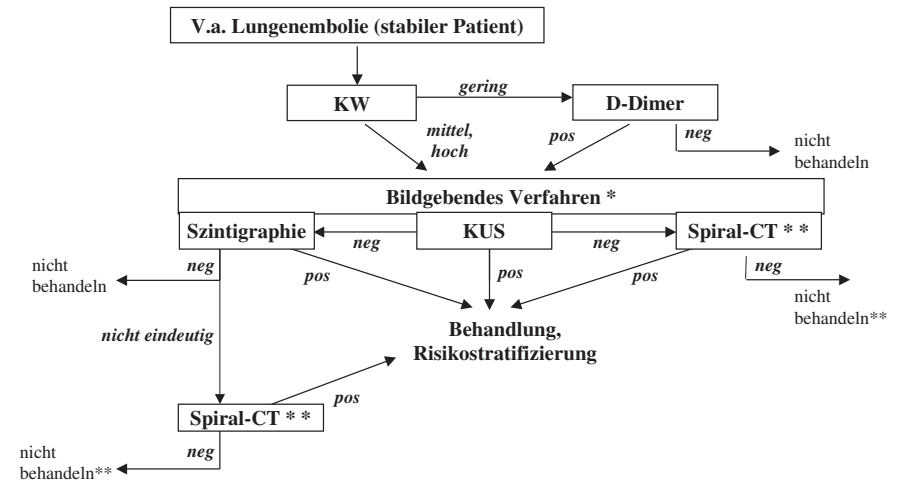 V.a. Lungenembolie (stabiler Patient)
gering
KW
D-Dimer
mittel,
hoch
pos
neg
nicht
behandeln
Bildgebendes Verfahren *
Szintigraphie
KUS
Spiral-CT * *
neg
neg
nicht
behandeln
neg
pos
pos
pos
neg
nicht
behandeln**
nicht eindeutig
Behandlung,
Risikostratifizierung
pos
Spiral-CT * *
nicht
behandeln**
neg